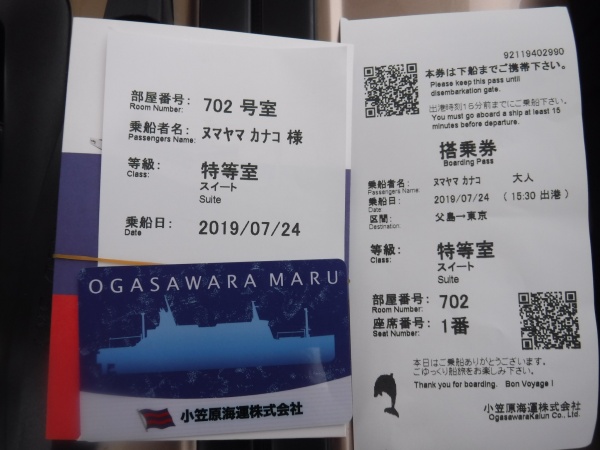 部屋番号: 702 号室
Room Number:
乗船者名: ヌマヤマ カナコ 様
Passengers Name:
等級: 特等室
Class: スイート
Suite
乗船日: 2019/07/24
Date
OGASAWARA MARU
小笠原海運株式会社
92119402990
本券は下船までご携帯下さい。
Please keep this pass until
disembarkation gate.
出港時刻15分前までにご乗船下さい。
You must go aboard a ship at least 15
minutes before departure.
搭乗券
Boarding Pass
乗船者名: ヌマヤマ カナコ 大人
Passengers Name:
乗船日: 2019/07/24 (15:30 出港)
Date
区間: 父島→東京
Destination:
等級: 特等室
Class: スイート
Suite
部屋番号: 702
Room Number:
座席番号: 1番
Seat Number:
本日はご乗船ありがとうございます。
ごゆっくり船旅をお楽しみ下さい。
Thank you for boarding. Bon Voyage!
小笠原海運株式会社
OgasawaraKaiun Co., Ltd.